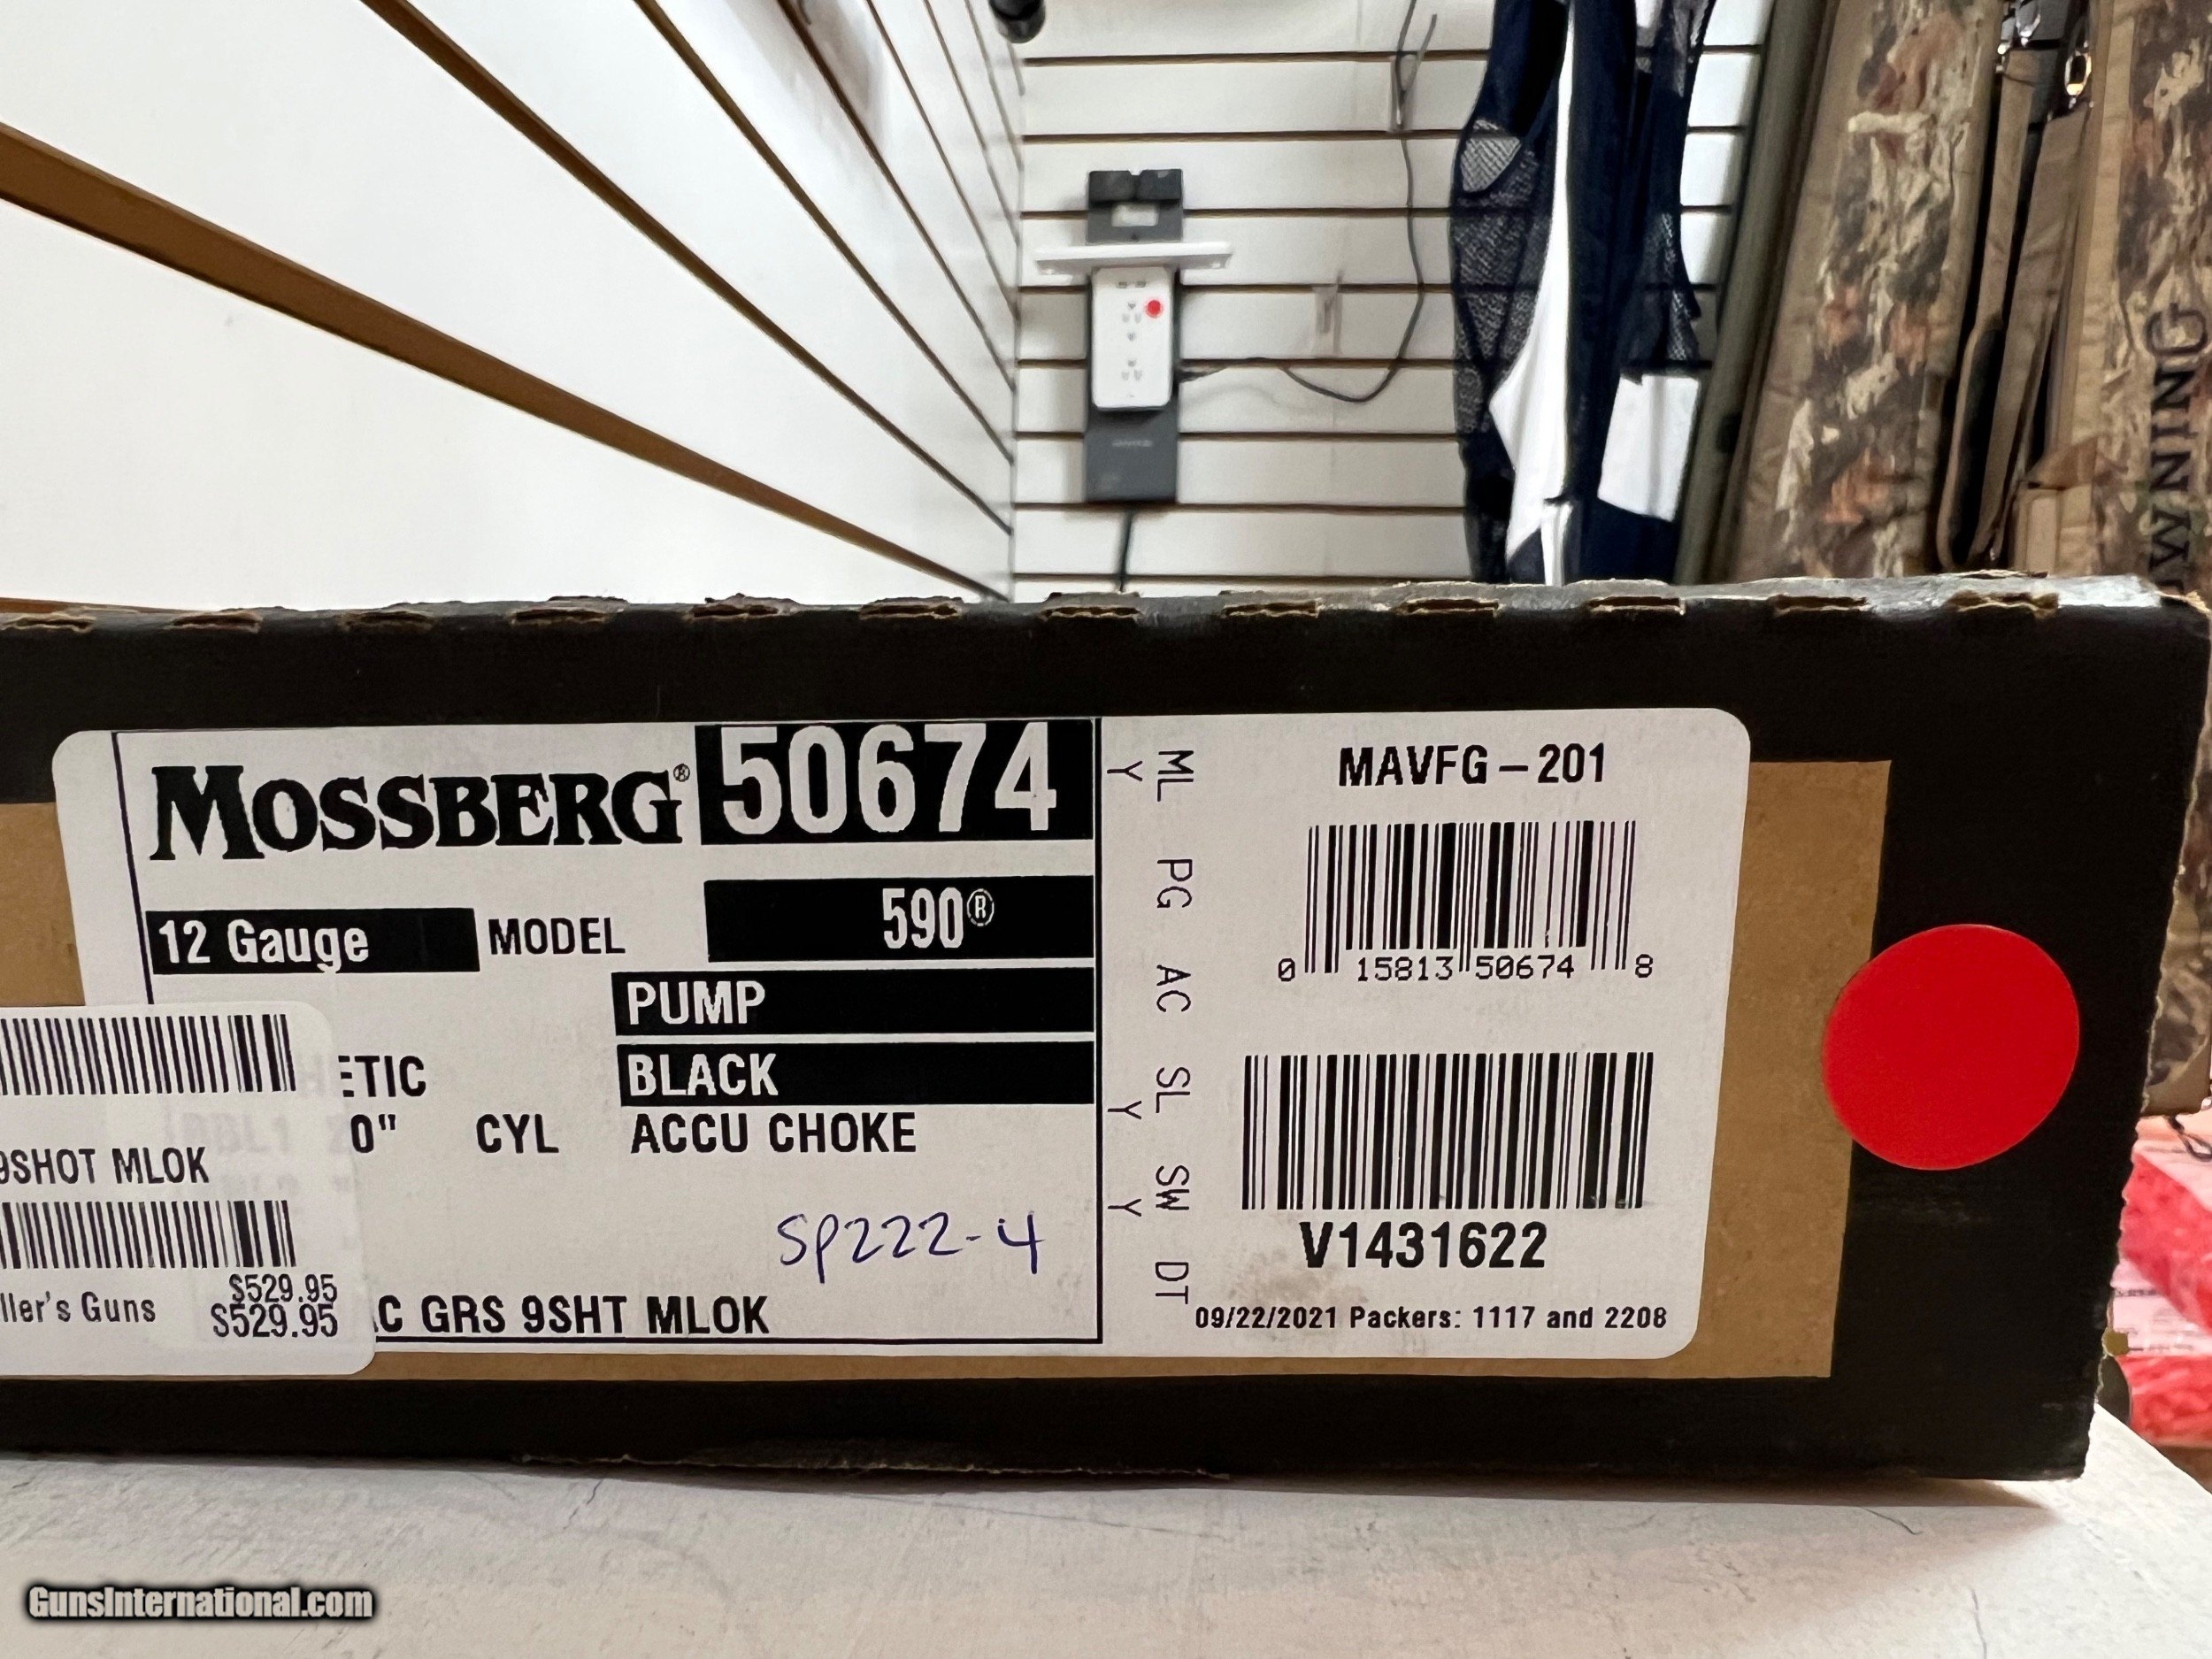 MOSSBERG® 50674
12 Gauge MODEL 590®
PUMP
ETIC BLACK
0" CYL ACCU CHOKE
SP222-4
C GRS 9SHT MLOK
ML PG AC SL SW DT
Y Y Y
MAVFG-201
0 15813 50674 8
V1431622
09/22/2021 Packers: 1117 and 2208
9SHOT MLOK
$529.95
ller's Guns $529.95
WNING
GunsInternational.com